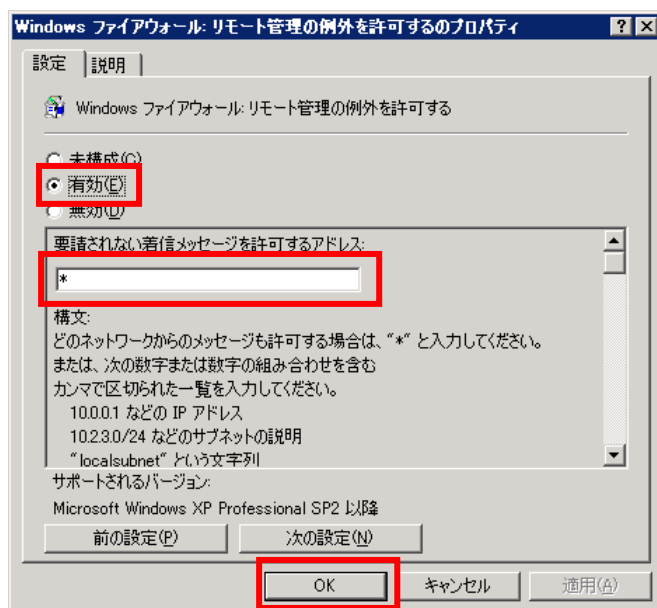 Windows ファイアウォール: リモート管理の例外を許可するのプロパティ
設定 説明
Windows ファイアウォール: リモート管理の例外を許可する
未構成(C)
有効(E)
無効(D)
要請されない着信メッセージを許可するアドレス:
*
構文:
どのネットワークからのメッセージも許可する場合は、"*" と入力してください。
または、次の数字または数字の組み合わせを含む
カンマで区切られた一覧を入力してください。
10.0.0.1 などの IP アドレス
10.2.3.0/24 などのサブネットの説明
"localsubnet" という文字列
サポートされるバージョン:
Microsoft Windows XP Professional SP2 以降
前の設定(P) 次の設定(N)
OK キャンセル 適用(A)